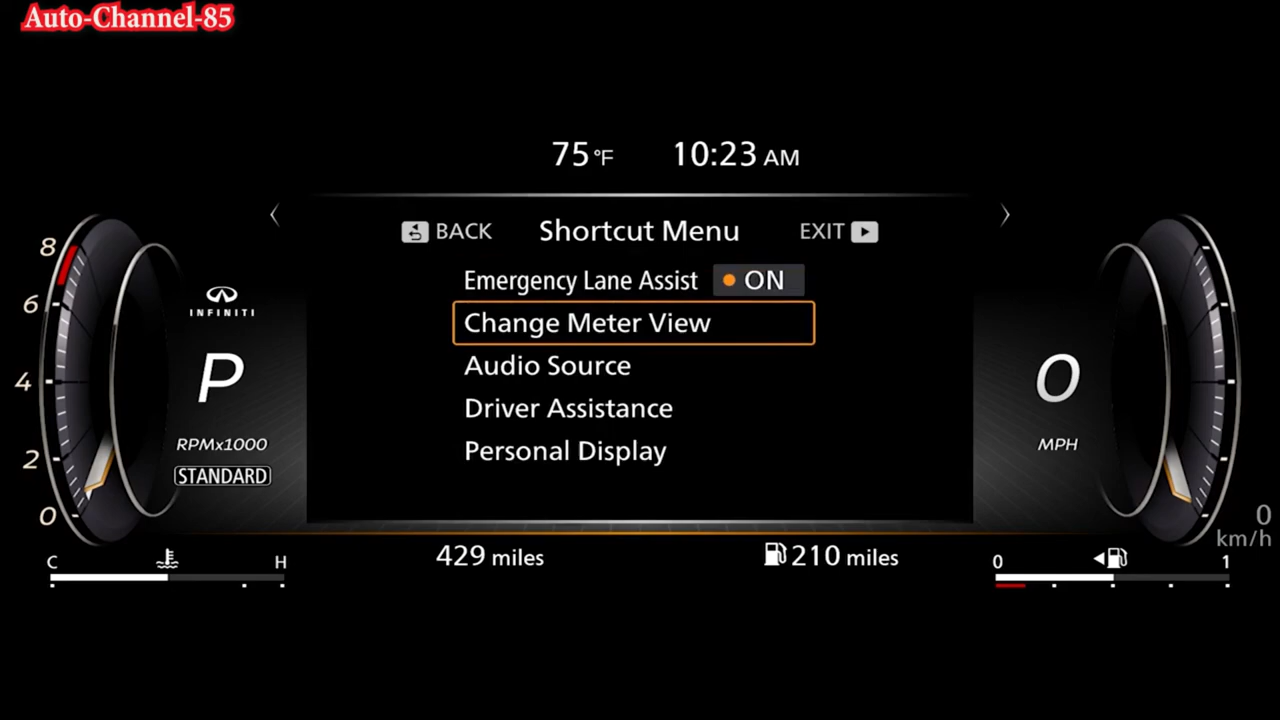 Auto-Channel-85
75 °F 10:23 AM
BACK Shortcut Menu EXIT
Emergency Lane Assist ON
Change Meter View
Audio Source
Driver Assistance
Personal Display
8
6
4
2
0
INFINITI
P
RPMx1000
STANDARD
0
MPH
0
km/h
C H
429 miles
210 miles
0 1